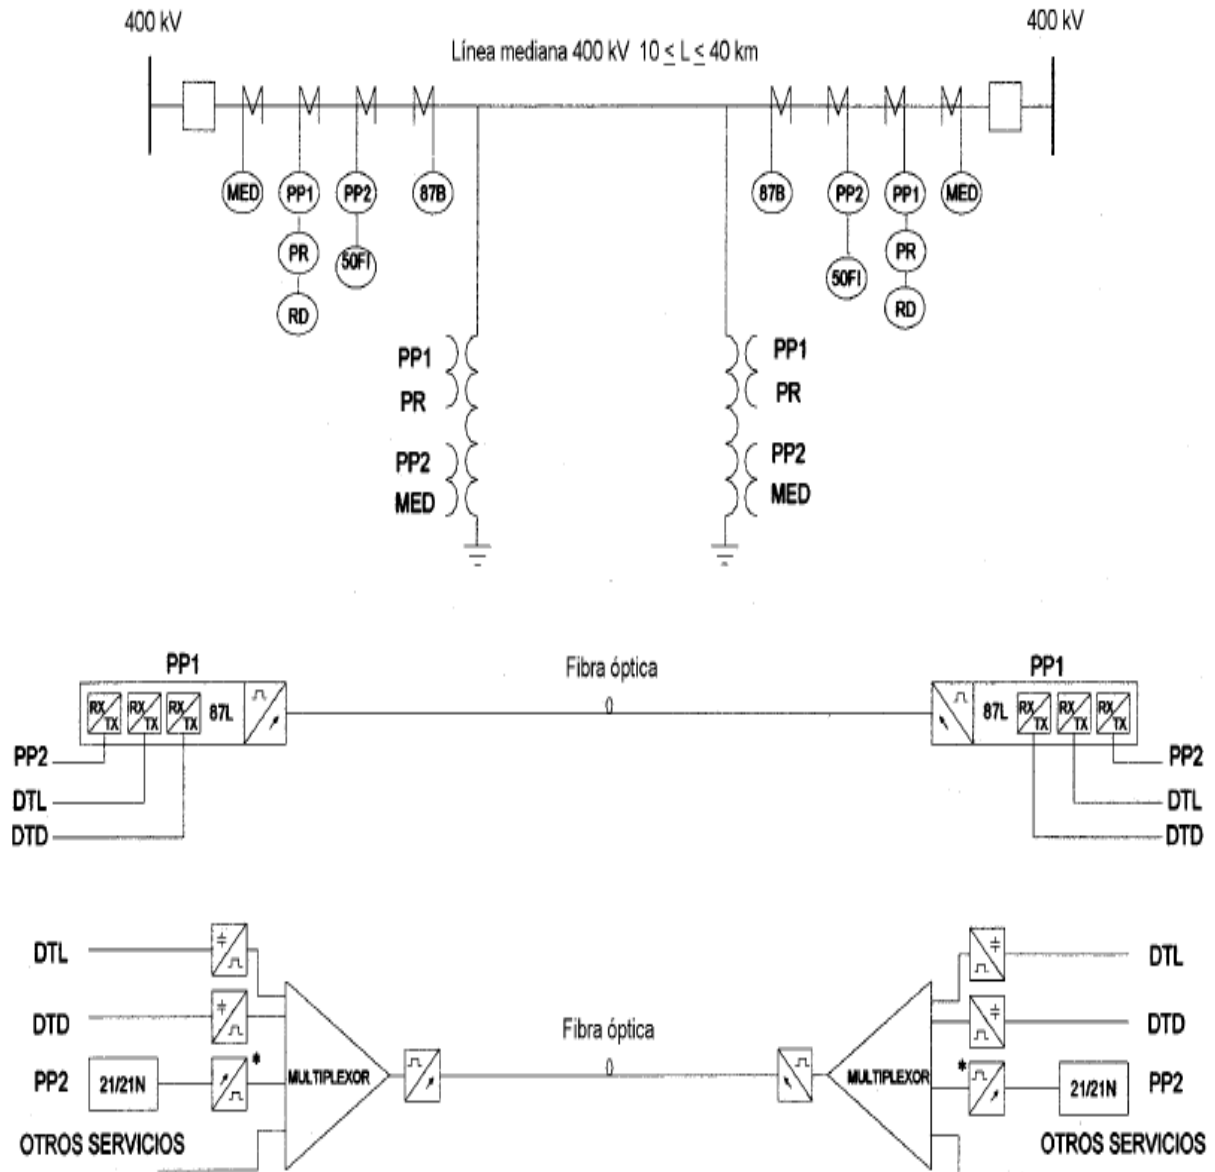 400 kV 400 kV
Línea mediana 400 kV 10 ≤ L ≤ 40 km
MED PP1 PP2 87B 87B PP2 PP1 MED
PR 50FI 50FI PR
RD RD
PP1 PP1
PR PR
PP2 PP2
MED MED
PP1 Fibra óptica PP1
RX TX RX TX RX TX 87L 87L RX TX RX TX RX TX
PP2 PP2
DTL DTL
DTD DTD
DTL DTL
DTD Fibra óptica DTD
PP2 21/21N * MULTIPLEXOR MULTIPLEXOR * 21/21N PP2
OTROS SERVICIOS OTROS SERVICIOS